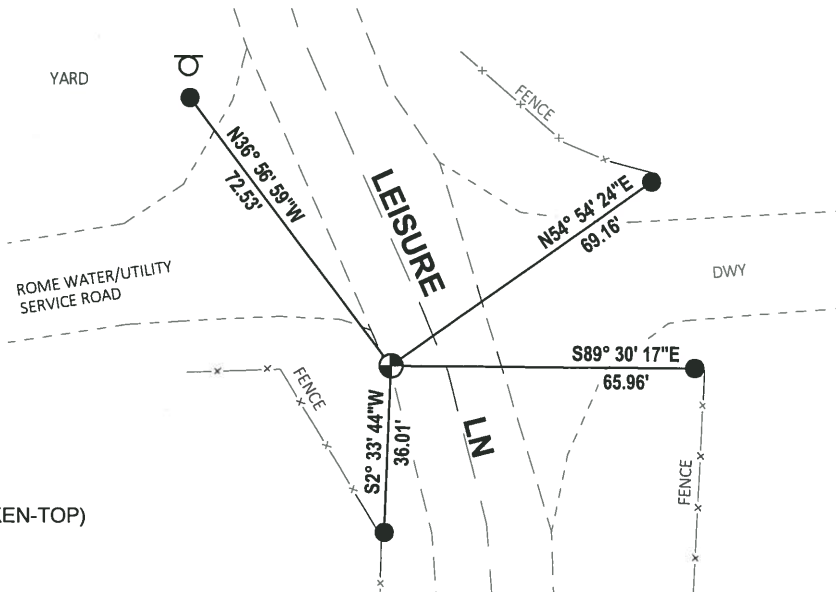 YARD
FENCE
N36° 56' 59"W
72.53'
LEISURE
N54° 54' 24"E
69.16'
ROME WATER/UTILITY
SERVICE ROAD
DWY
S89° 30' 17"E
65.96'
FENCE
S2° 33' 44"W
36.01'
LN
FENCE
KEN-TOP)